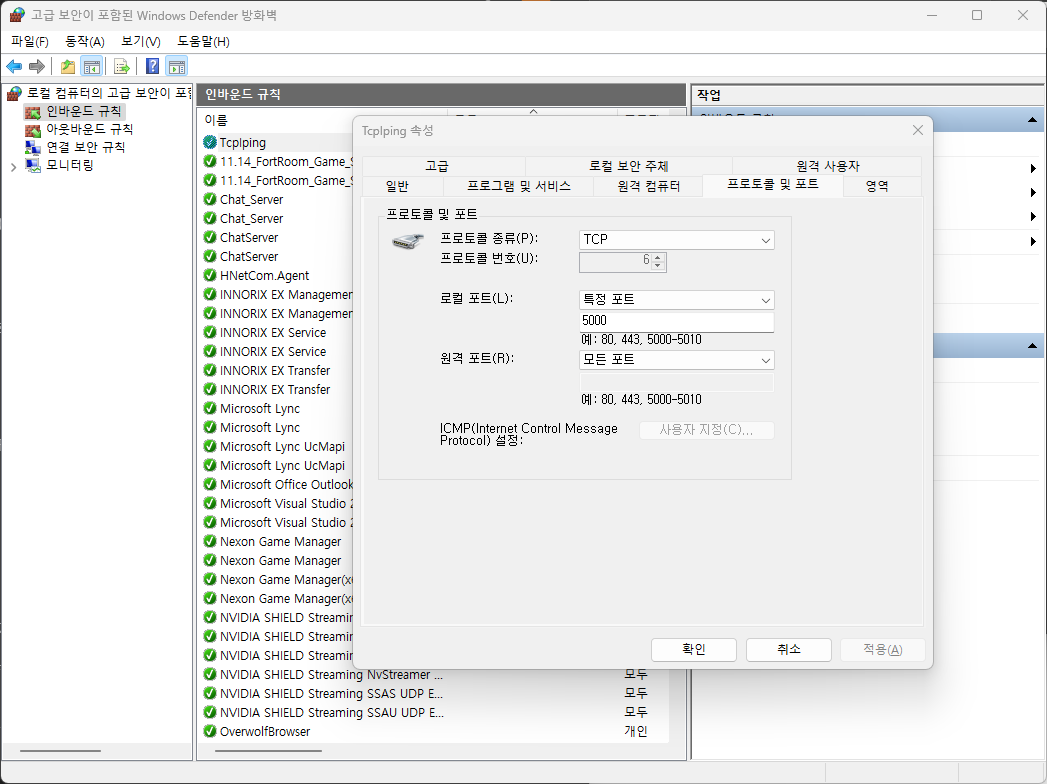 고급 보안이 포함된 Windows Defender 방화벽
파일(F) 동작(A) 보기(V) 도움말(H)
로컬 컴퓨터의 고급 보안이 포함
인바운드 규칙
아웃바운드 규칙
연결 보안 규칙
모니터링
인바운드 규칙
이름
TcpIping
11.14_FortRoom_Game_S
11.14_FortRoom_Game_S
Chat_Server
Chat_Server
ChatServer
ChatServer
HNetCom.Agent
INNORIX EX Managemen
INNORIX EX Managemen
INNORIX EX Service
INNORIX EX Service
INNORIX EX Transfer
INNORIX EX Transfer
Microsoft Lync
Microsoft Lync
Microsoft Lync UcMapi
Microsoft Lync UcMapi
Microsoft Office Outlook
Microsoft Visual Studio 2
Microsoft Visual Studio 2
Nexon Game Manager
Nexon Game Manager
Nexon Game Manager(x6
Nexon Game Manager(x6
NVIDIA SHIELD Streamin
NVIDIA SHIELD Streamin
NVIDIA SHIELD Streamin
NVIDIA SHIELD Streaming NvStreamer ... 모두
NVIDIA SHIELD Streaming SSAS UDP E... 모두
NVIDIA SHIELD Streaming SSAU UDP E... 모두
OverwolfBrowser 개인
작업
TcpIping 속성
고급 로컬 보안 주체 원격 사용자
일반 프로그램 및 서비스 원격 컴퓨터 프로토콜 및 포트 영역
프로토콜 및 포트
프로토콜 종류(P): TCP
프로토콜 번호(U): 6
로컬 포트(L): 특정 포트
5000
예: 80, 443, 5000-5010
원격 포트(R): 모든 포트
예: 80, 443, 5000-5010
ICMP(Internet Control Message
Protocol) 설정: 사용자 지정(C)...
확인 취소 적용(A)